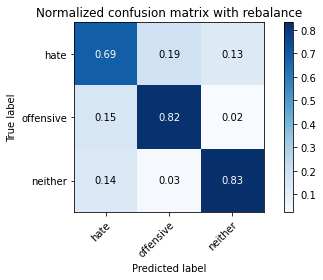 Normalized confusion matrix with rebalance
True label
hate 0.69 0.19 0.13
offensive 0.15 0.82 0.02
neither 0.14 0.03 0.83
hate offensive neither
Predicted label
0.8
0.7
0.6
0.5
0.4
0.3
0.2
0.1